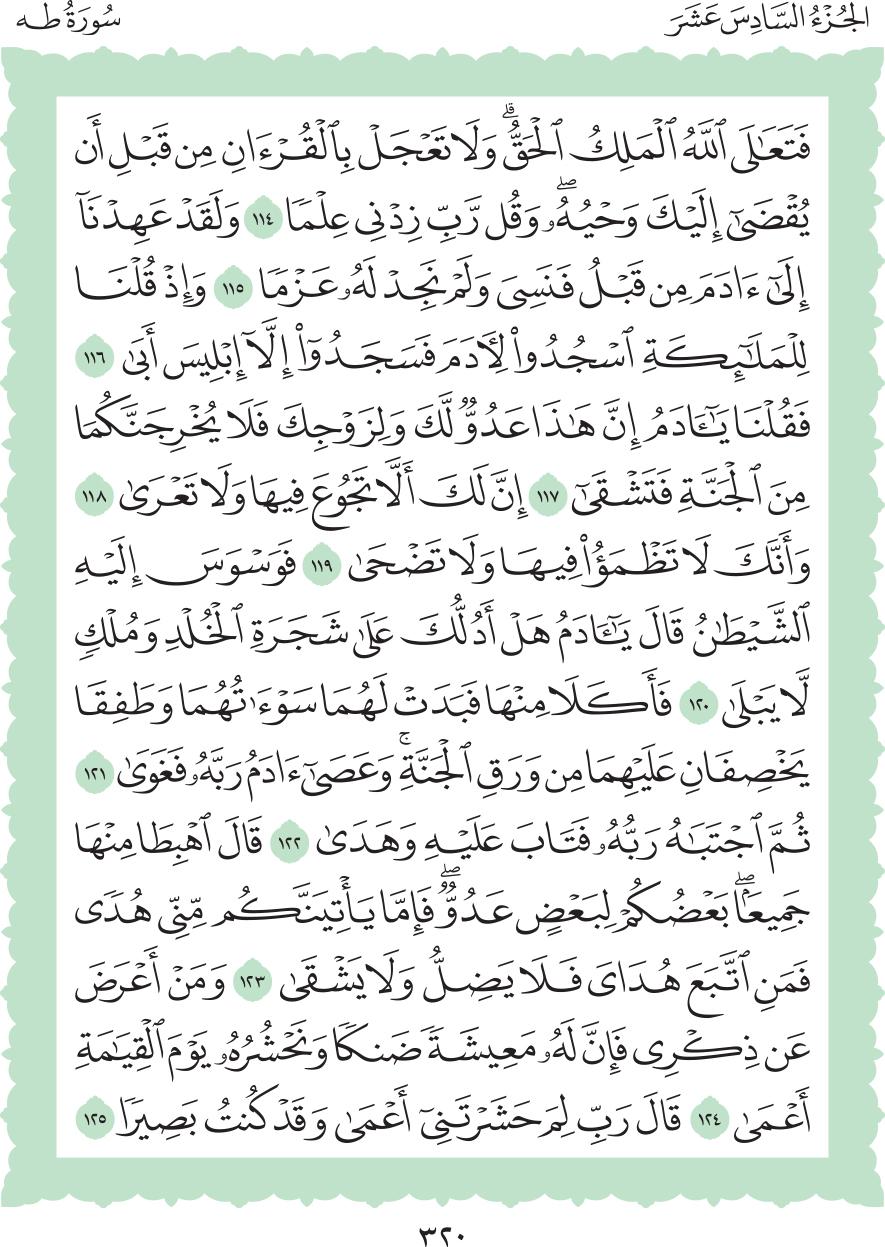 الجُزْءُ السَّادِسَ عَشَرَ
سُورَةُ طه
فَتَعَٰلَى ٱللَّهُ ٱلْمَلِكُ ٱلْحَقُّ ۗ وَلَا تَعْجَلْ بِٱلْقُرْءَانِ مِن قَبْلِ أَن
يُقْضَىٰٓ إِلَيْكَ وَحْيُهُۥ ۖ وَقُل رَّبِّ زِدْنِى عِلْمًا ١١٤ وَلَقَدْ عَهِدْنَآ
إِلَىٰٓ ءَادَمَ مِن قَبْلُ فَنَسِىَ وَلَمْ نَجِدْ لَهُۥ عَزْمًا ١١٥ وَإِذْ قُلْنَا
لِلْمَلَٰٓئِكَةِ ٱسْجُدُوا۟ لِـَٔادَمَ فَسَجَدُوٓا۟ إِلَّآ إِبْلِيسَ أَبَىٰ ١١٦
فَقُلْنَا يَٰٓـَٔادَمُ إِنَّ هَٰذَا عَدُوٌّ لَّكَ وَلِزَوْجِكَ فَلَا يُخْرِجَنَّكُمَا
مِنَ ٱلْجَنَّةِ فَتَشْقَىٰٓ ١١٧ إِنَّ لَكَ أَلَّا تَجُوعَ فِيهَا وَلَا تَعْرَىٰ ١١٨
وَأَنَّكَ لَا تَظْمَؤُا۟ فِيهَا وَلَا تَضْحَىٰ ١١٩ فَوَسْوَسَ إِلَيْهِ
ٱلشَّيْطَٰنُ قَالَ يَٰٓـَٔادَمُ هَلْ أَدُلُّكَ عَلَىٰ شَجَرَةِ ٱلْخُلْدِ وَمُلْكٍ
لَّا يَبْلَىٰ ١٢٠ فَأَكَلَا مِنْهَا فَبَدَتْ لَهُمَا سَوْءَٰتُهُمَا وَطَفِقَا
يَخْصِفَانِ عَلَيْهِمَا مِن وَرَقِ ٱلْجَنَّةِ ۚ وَعَصَىٰٓ ءَادَمُ رَبَّهُۥ فَغَوَىٰ ١٢١
ثُمَّ ٱجْتَبَٰهُ رَبُّهُۥ فَتَابَ عَلَيْهِ وَهَدَىٰ ١٢٢ قَالَ ٱهْبِطَا مِنْهَا
جَمِيعًۢا ۖ بَعْضُكُمْ لِبَعْضٍ عَدُوٌّ ۖ فَإِمَّا يَأْتِيَنَّكُم مِّنِّى هُدًى
فَمَنِ ٱتَّبَعَ هُدَاىَ فَلَا يَضِلُّ وَلَا يَشْقَىٰ ١٢٣ وَمَنْ أَعْرَضَ
عَن ذِكْرِى فَإِنَّ لَهُۥ مَعِيشَةً ضَنكًا وَنَحْشُرُهُۥ يَوْمَ ٱلْقِيَٰمَةِ
أَعْمَىٰ ١٢٤ قَالَ رَبِّ لِمَ حَشَرْتَنِىٓ أَعْمَىٰ وَقَدْ كُنتُ بَصِيرًا ١٢٥
٣٢٠